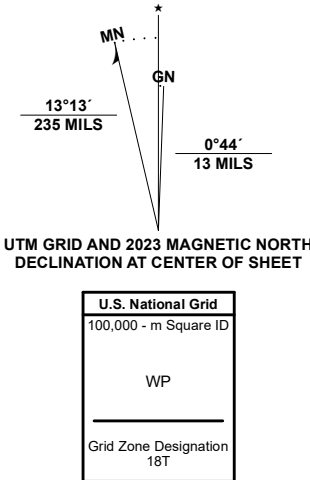 ★
MN
GN
13°13´
235 MILS
0°44´
13 MILS
UTM GRID AND 2023 MAGNETIC NORTH
DECLINATION AT CENTER OF SHEET
U.S. National Grid
100,000 - m Square ID
WP
Grid Zone Designation
18T